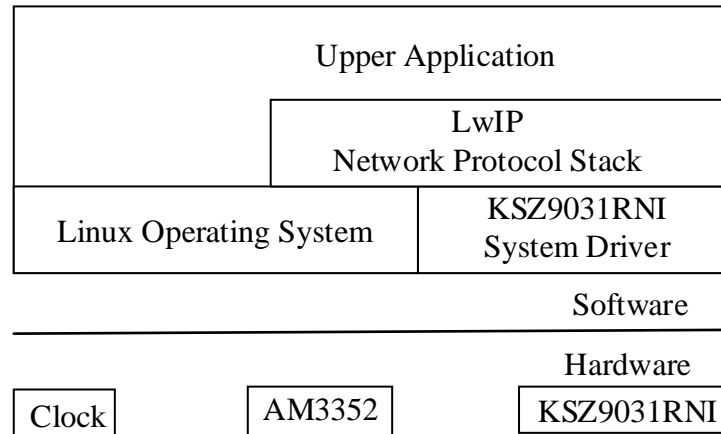 Upper Application
LwIP
Network Protocol Stack
Linux Operating System
KSZ9031RNI
System Driver
Software
Hardware
Clock
AM3352
KSZ9031RNI